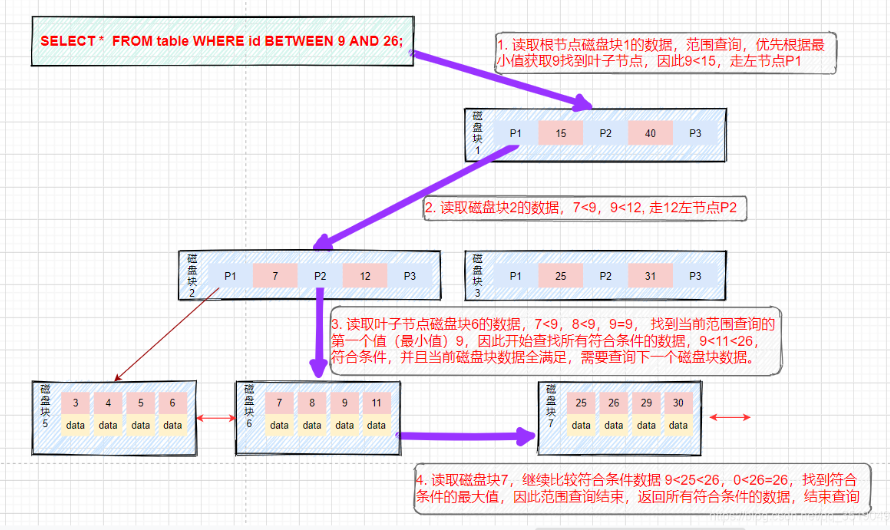 SELECT * FROM table WHERE id BETWEEN 9 AND 26;
1. 读取根节点磁盘块1的数据，范围查询，优先根据最
小值获取9找到叶子节点，因此9<15，走左节点P1
磁盘块1 P1 15 P2 40 P3
2. 读取磁盘块2的数据，7<9，9<12, 走12左节点P2
磁盘块2 P1 7 P2 12 P3
磁盘块3 P1 25 P2 31 P3
3. 读取叶子节点磁盘块6的数据，7<9，8<9，9=9， 找到当前范围查询的
第一个值（最小值）9，因此开始查找所有符合条件的数据，9<11<26，
符合条件，并且当前磁盘块数据全满足，需要查询下一个磁盘块数据。
磁盘块5 3 4 5 6
data data data data
磁盘块6 7 8 9 11
data data data data
磁盘块7 25 26 29 30
data data data data
4. 读取磁盘块7，继续比较符合条件数据 9<25<26，0<26=26，找到符合
条件的最大值，因此范围查询结束，返回所有符合条件的数据，结束查询